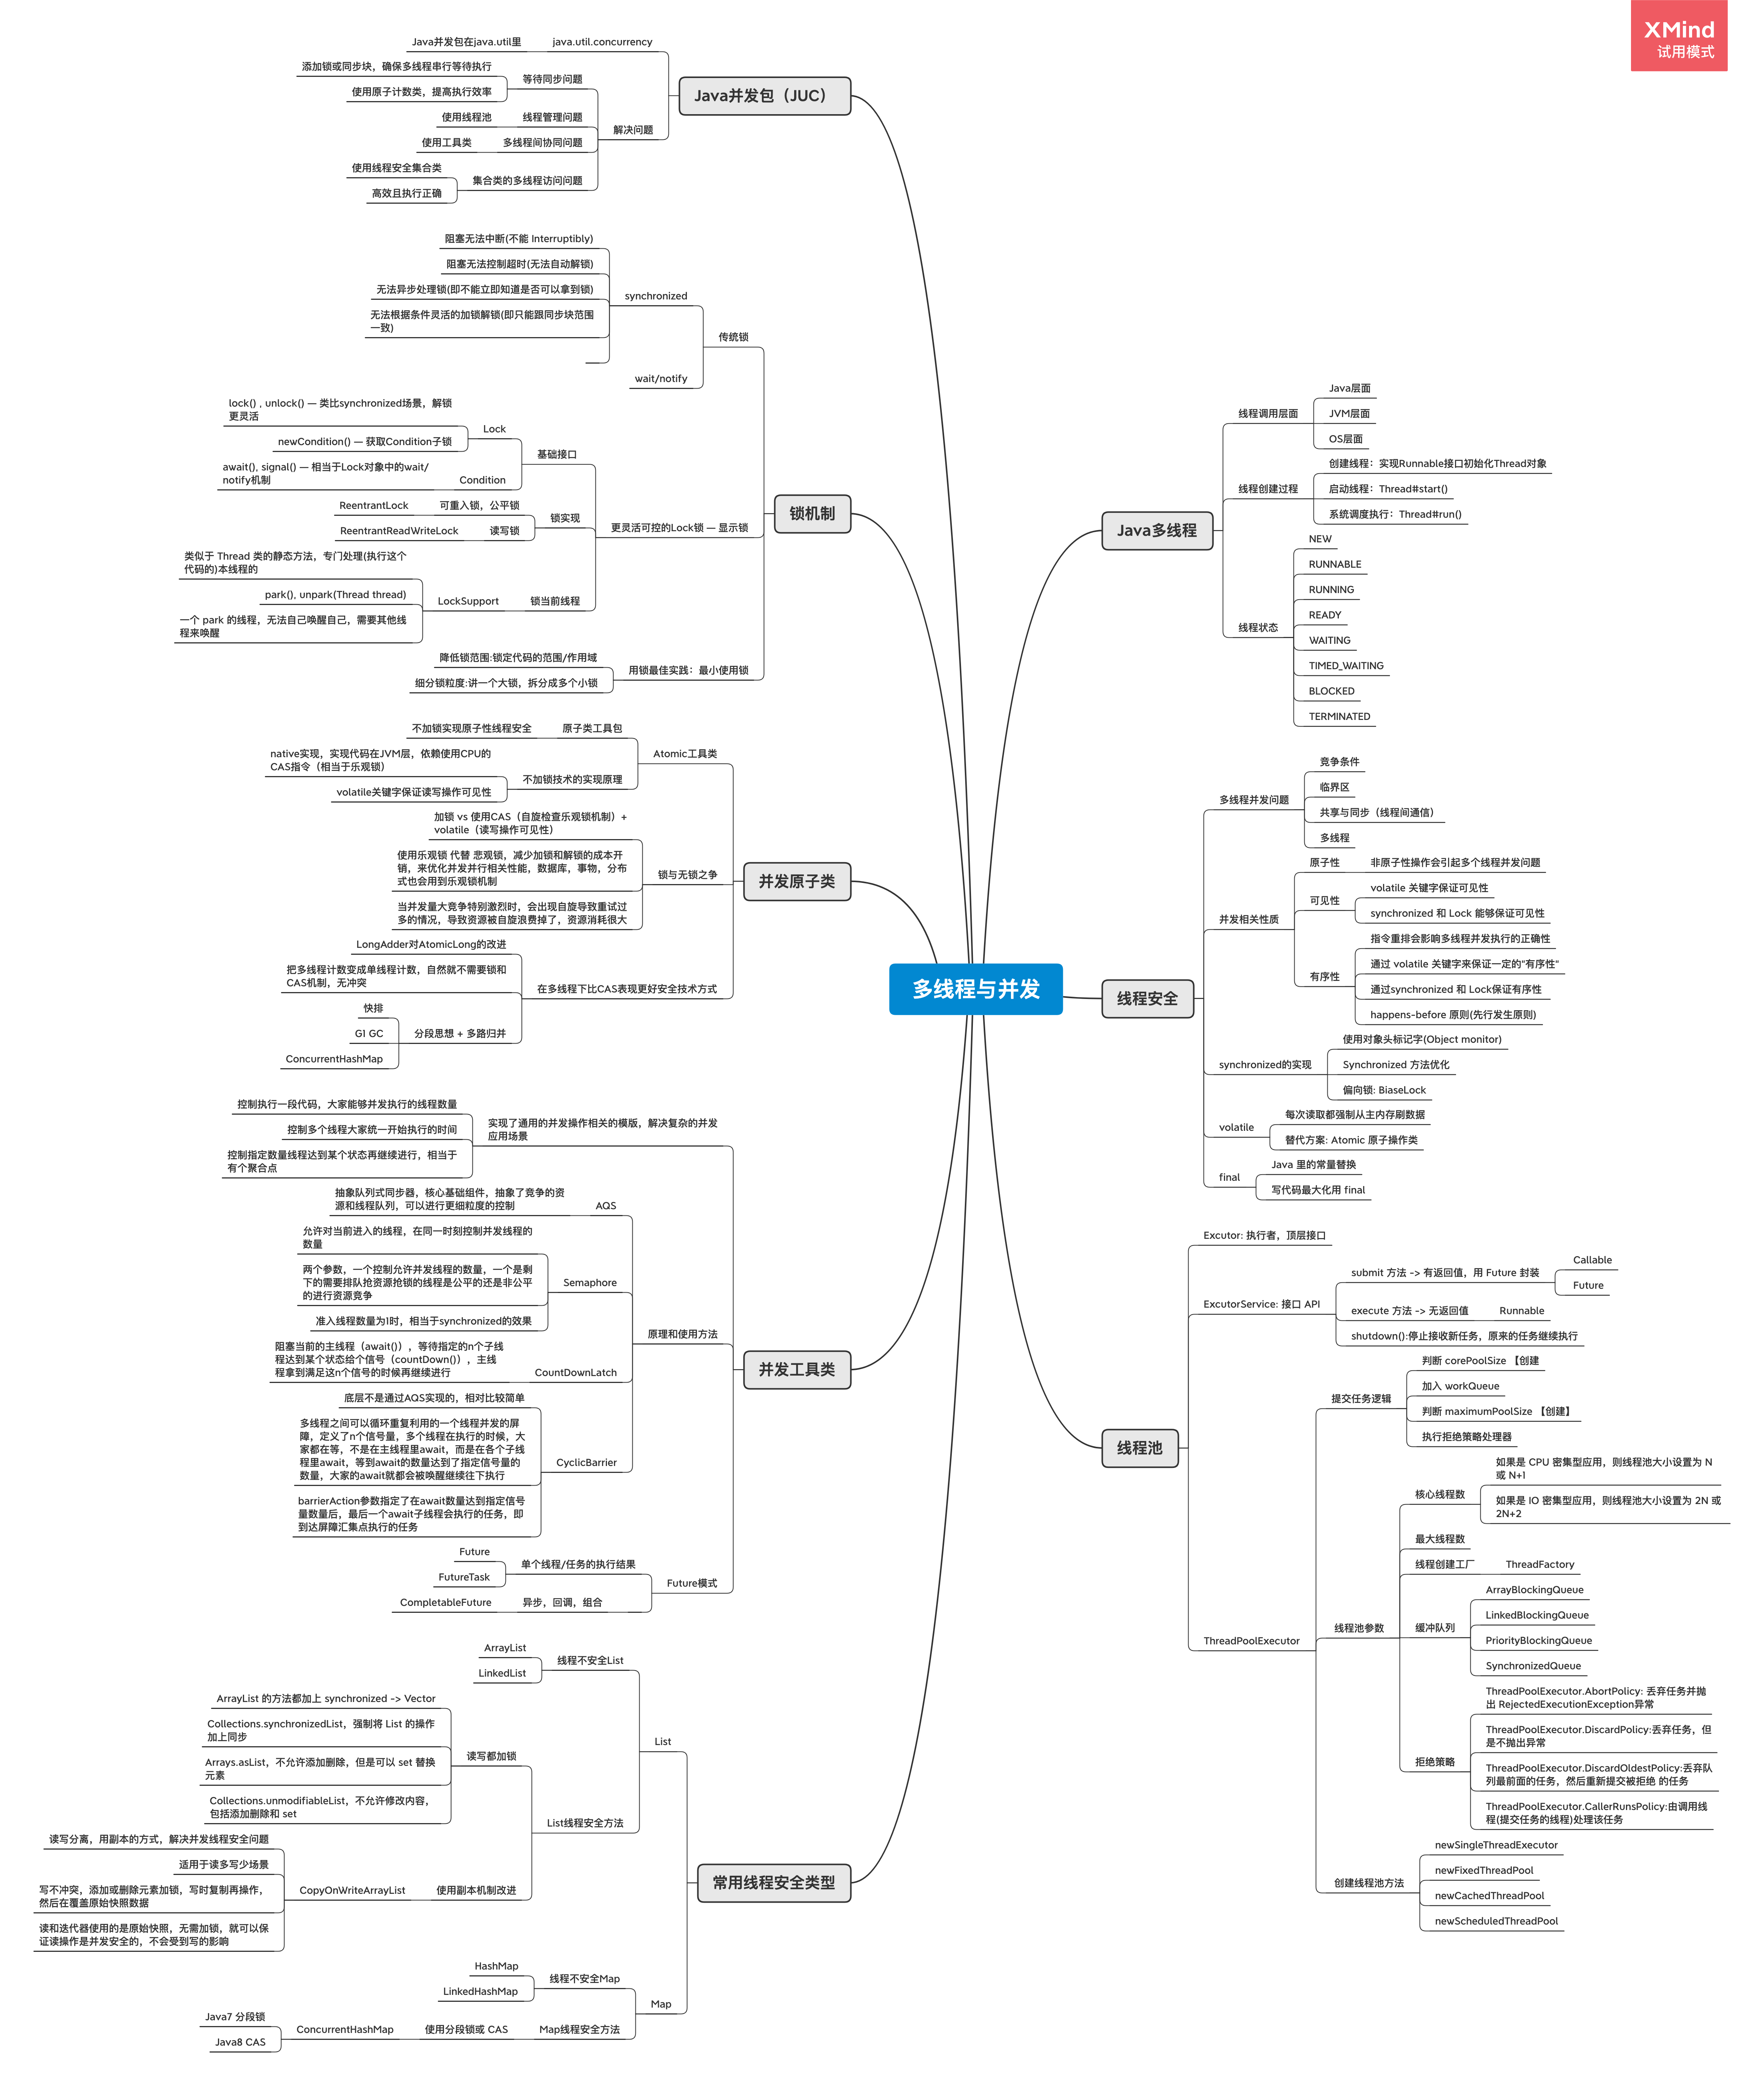 XMind
试用模式
多线程与并发
Java并发包（JUC）
java.util.concurrency
Java并发包在java.util里
解决问题
等待同步问题
添加锁或同步块，确保多线程串行等待执行
使用原子计数类，提高执行效率
线程管理问题
使用线程池
多线程间协同问题
使用工具类
集合类的多线程访问问题
使用线程安全集合类
高效且执行正确
锁机制
传统锁
synchronized
阻塞无法中断(不能 Interruptibly)
阻塞无法控制超时(无法自动解锁)
无法异步处理锁(即不能立即知道是否可以拿到锁)
无法根据条件灵活的加锁解锁(即只能跟同步块范围
一致)
wait/notify
更灵活可控的Lock锁 — 显示锁
基础接口
Lock
lock() , unlock() — 类比synchronized场景，解锁
更灵活
newCondition() — 获取Condition子锁
Condition
await(), signal() — 相当于Lock对象中的wait/
notify机制
锁实现
可重入锁，公平锁
ReentrantLock
读写锁
ReentrantReadWriteLock
锁当前线程
LockSupport
类似于 Thread 类的静态方法，专门处理(执行这个
代码的)本线程的
park(), unpark(Thread thread)
一个 park 的线程，无法自己唤醒自己，需要其他线
程来唤醒
用锁最佳实践：最小使用锁
降低锁范围:锁定代码的范围/作用域
细分锁粒度:讲一个大锁，拆分成多个小锁
并发原子类
Atomic工具类
原子类工具包
不加锁实现原子性线程安全
不加锁技术的实现原理
native实现，实现代码在JVM层，依赖使用CPU的
CAS指令（相当于乐观锁）
volatile关键字保证读写操作可见性
锁与无锁之争
加锁 vs 使用CAS（自旋检查乐观锁机制）+
volatile（读写操作可见性）
使用乐观锁 代替 悲观锁，减少加锁和解锁的成本开
销，来优化并发并行相关性能，数据库，事物，分布
式也会用到乐观锁机制
当并发量大竞争特别激烈时，会出现自旋导致重试过
多的情况，导致资源被自旋浪费掉了，资源消耗很大
在多线程下比CAS表现更好安全技术方式
LongAdder对AtomicLong的改进
把多线程计数变成单线程计数，自然就不需要锁和
CAS机制，无冲突
分段思想 + 多路归并
快排
G1 GC
ConcurrentHashMap
并发工具类
实现了通用的并发操作相关的模版，解决复杂的并发
应用场景
控制执行一段代码，大家能够并发执行的线程数量
控制多个线程大家统一开始执行的时间
控制指定数量线程达到某个状态再继续进行，相当于
有个聚合点
原理和使用方法
AQS
抽象队列式同步器，核心基础组件，抽象了竞争的资
源和线程队列，可以进行更细粒度的控制
Semaphore
允许对当前进入的线程，在同一时刻控制并发线程的
数量
两个参数，一个控制允许并发线程的数量，一个是剩
下的需要排队抢资源抢锁的线程是公平的还是非公平
的进行资源竞争
准入线程数量为1时，相当于synchronized的效果
CountDownLatch
阻塞当前的主线程（await()），等待指定的n个子线
程达到某个状态给个信号（countDown()），主线
程拿到满足这n个信号的时候再继续进行
CyclicBarrier
底层不是通过AQS实现的，相对比较简单
多线程之间可以循环重复利用的一个线程并发的屏
障，定义了n个信号量，多个线程在执行的时候，大
家都在等，不是在主线程里await，而是在各个子线
程里await，等到await的数量达到了指定信号量的
数量，大家的await就都会被唤醒继续往下执行
barrierAction参数指定了在await数量达到指定信号
量数量后，最后一个await子线程会执行的任务，即
到达屏障汇集点执行的任务
Future模式
单个线程/任务的执行结果
Future
FutureTask
异步，回调，组合
CompletableFuture
常用线程安全类型
List
线程不安全List
ArrayList
LinkedList
List线程安全方法
读写都加锁
ArrayList 的方法都加上 synchronized -> Vector
Collections.synchronizedList，强制将 List 的操作
加上同步
Arrays.asList，不允许添加删除，但是可以 set 替换
元素
Collections.unmodifiableList，不允许修改内容，
包括添加删除和 set
使用副本机制改进
CopyOnWriteArrayList
读写分离，用副本的方式，解决并发线程安全问题
适用于读多写少场景
写不冲突，添加或删除元素加锁，写时复制再操作，
然后在覆盖原始快照数据
读和迭代器使用的是原始快照，无需加锁，就可以保
证读操作是并发安全的，不会受到写的影响
Map
线程不安全Map
HashMap
LinkedHashMap
Map线程安全方法
使用分段锁或 CAS
ConcurrentHashMap
Java7 分段锁
Java8 CAS
Java多线程
线程调用层面
Java层面
JVM层面
OS层面
线程创建过程
创建线程：实现Runnable接口初始化Thread对象
启动线程：Thread#start()
系统调度执行：Thread#run()
线程状态
NEW
RUNNABLE
RUNNING
READY
WAITING
TIMED_WAITING
BLOCKED
TERMINATED
线程安全
多线程并发问题
竞争条件
临界区
共享与同步（线程间通信）
多线程
并发相关性质
原子性
非原子性操作会引起多个线程并发问题
可见性
volatile 关键字保证可见性
synchronized 和 Lock 能够保证可见性
有序性
指令重排会影响多线程并发执行的正确性
通过 volatile 关键字来保证一定的“有序性”
通过synchronized 和 Lock保证有序性
happens-before 原则(先行发生原则)
synchronized的实现
使用对象头标记字(Object monitor)
Synchronized 方法优化
偏向锁: BiaseLock
volatile
每次读取都强制从主内存刷数据
替代方案: Atomic 原子操作类
final
Java 里的常量替换
写代码最大化用 final
线程池
Excutor: 执行者，顶层接口
ExcutorService: 接口 API
submit 方法 -> 有返回值，用 Future 封装
Callable
Future
execute 方法 -> 无返回值
Runnable
shutdown():停止接收新任务，原来的任务继续执行
ThreadPoolExecutor
提交任务逻辑
判断 corePoolSize 【创建
加入 workQueue
判断 maximumPoolSize 【创建】
执行拒绝策略处理器
线程池参数
核心线程数
如果是 CPU 密集型应用，则线程池大小设置为 N
或 N+1
如果是 IO 密集型应用，则线程池大小设置为 2N 或
2N+2
最大线程数
线程创建工厂
ThreadFactory
缓冲队列
ArrayBlockingQueue
LinkedBlockingQueue
PriorityBlockingQueue
SynchronizedQueue
拒绝策略
ThreadPoolExecutor.AbortPolicy: 丢弃任务并抛
出 RejectedExecutionException异常
ThreadPoolExecutor.DiscardPolicy:丢弃任务，但
是不抛出异常
ThreadPoolExecutor.DiscardOldestPolicy:丢弃队
列最前面的任务，然后重新提交被拒绝 的任务
ThreadPoolExecutor.CallerRunsPolicy:由调用线
程(提交任务的线程)处理该任务
创建线程池方法
newSingleThreadExecutor
newFixedThreadPool
newCachedThreadPool
newScheduledThreadPool